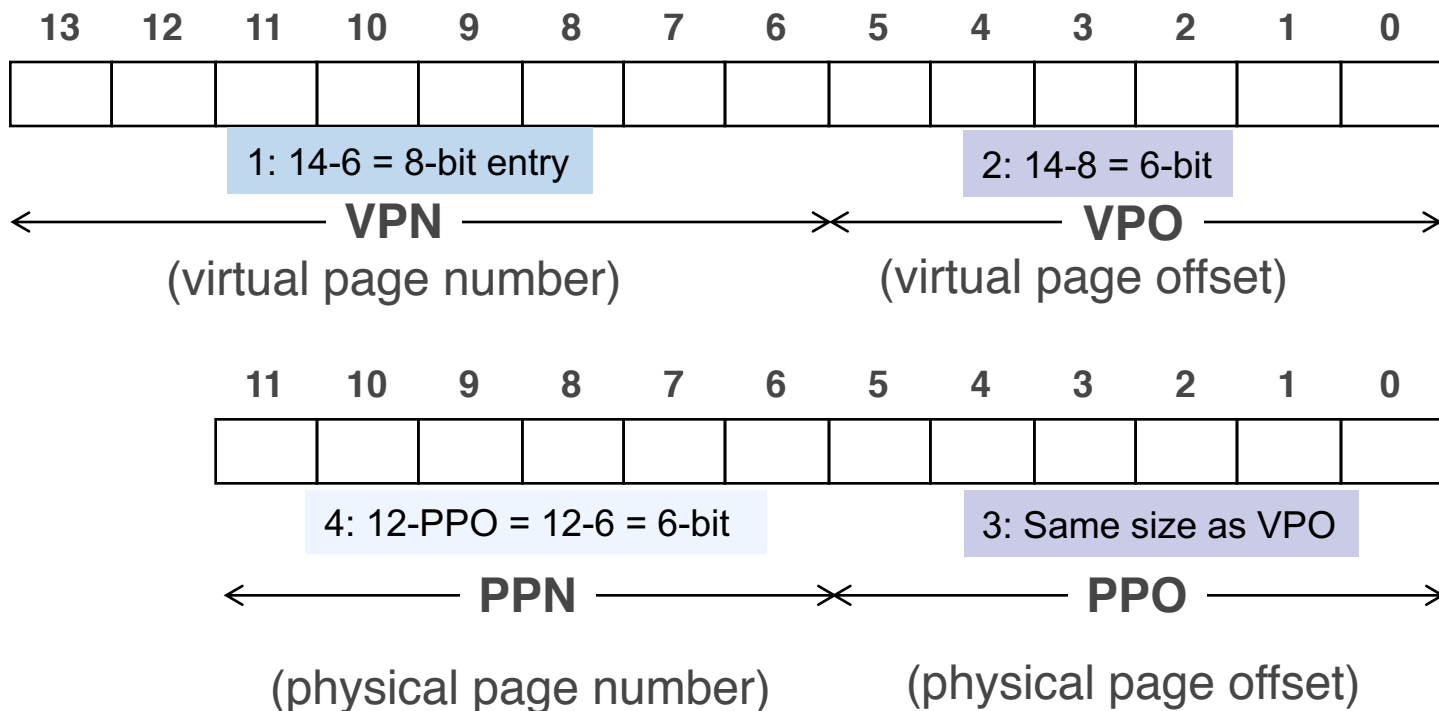 13 12 11 10 9 8 7 6 5 4 3 2 1 0
1: 14-6 = 8-bit entry 2: 14-8 = 6-bit
VPN VPO
(virtual page number) (virtual page offset)
11 10 9 8 7 6 5 4 3 2 1 0
4: 12-PPO = 12-6 = 6-bit 3: Same size as VPO
PPN PPO
(physical page number) (physical page offset)